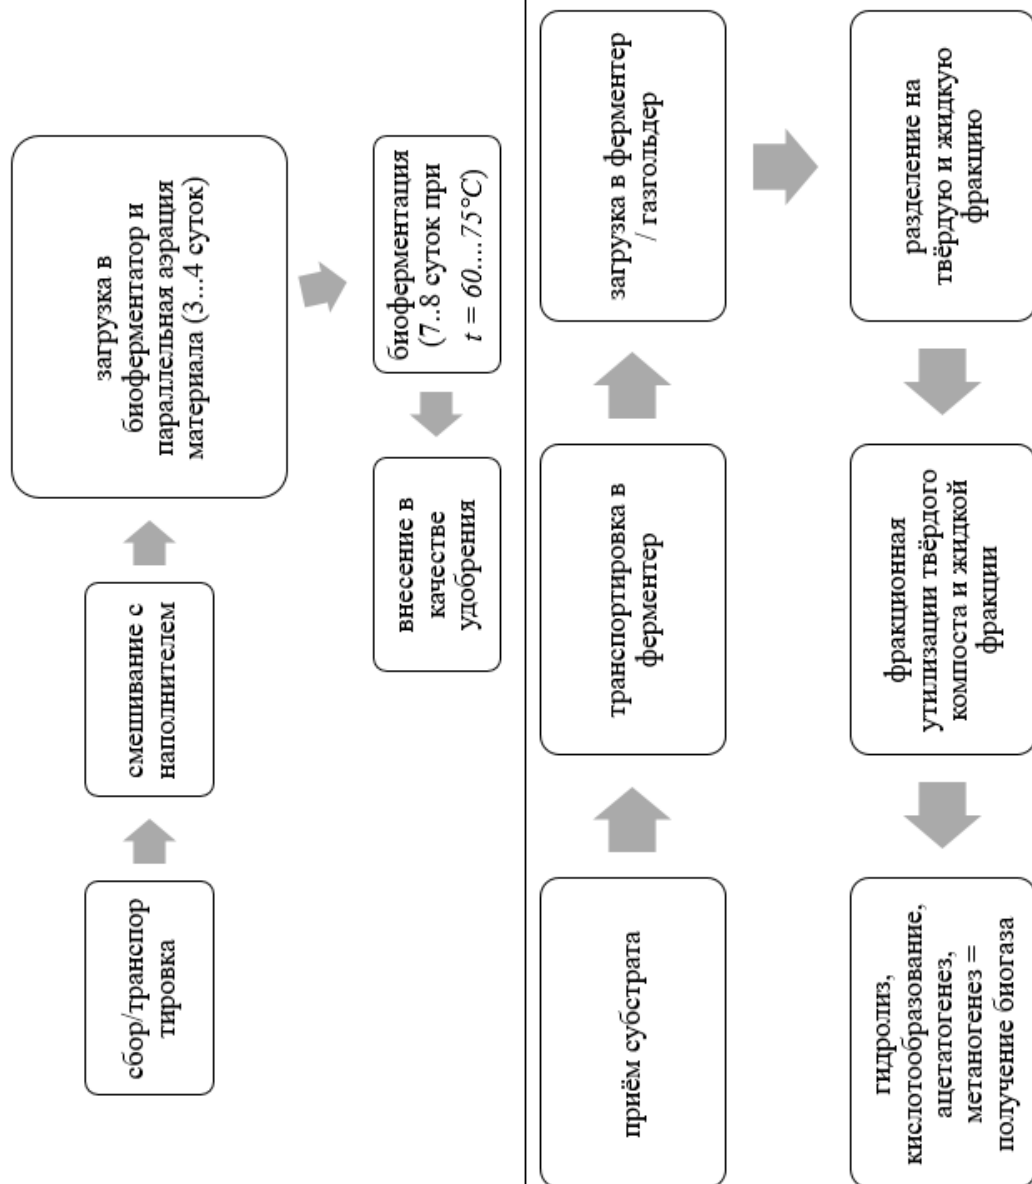 сбор/транспор
тировка
смешивание с
наполнителем
загрузка в
биоферментатор и
параллельная аэрация
материала (3...4 суток)
биоферментация
(7..8 суток при
t = 60....75°C)
внесение в
качестве
удобрения
приём субстрата
транспортировка в
ферментер
загрузка в ферментер
/ газгольдер
разделение на
твёрдую и жидкую
фракцию
фракционная
утилизации твёрдого
компоста и жидкой
фракции
гидролиз,
кислотообразование,
ацетатогенез,
метаногенез =
получение биогаза